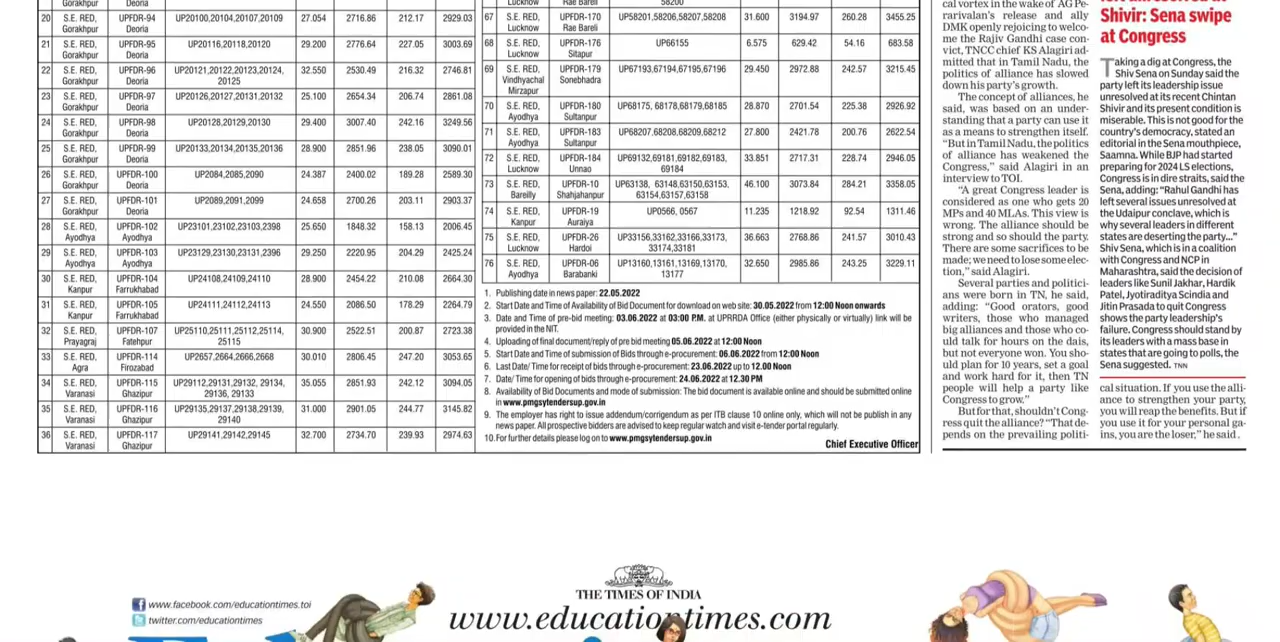 Gorakhpur Deoria
20 S.E. RED, Gorakhpur UPFDR-94 Deoria UP20100,20104,20107,20109 27.054 2716.86 212.17 2929.03
21 S.E. RED, Gorakhpur UPFDR-95 Deoria UP20116,20118,20120 29.200 2776.64 227.05 3003.69
22 S.E. RED, Gorakhpur UPFDR-96 Deoria UP20121,20122,20123,20124, 20125 32.550 2530.49 216.32 2746.81
23 S.E. RED, Gorakhpur UPFDR-97 Deoria UP20126,20127,20131,20132 25.100 2654.34 206.74 2861.08
24 S.E. RED, Gorakhpur UPFDR-98 Deoria UP20128,20129,20130 29.400 3007.40 242.16 3249.56
25 S.E. RED, Gorakhpur UPFDR-99 Deoria UP20133,20134,20135,20136 28.900 2851.96 238.05 3090.01
26 S.E. RED, Gorakhpur UPFDR-100 Deoria UP2084,2085,2090 24.387 2400.02 189.28 2589.30
27 S.E. RED, Gorakhpur UPFDR-101 Deoria UP2089,2091,2099 24.658 2700.26 203.11 2903.37
28 S.E. RED, Ayodhya UPFDR-102 Ayodhya UP23101,23102,23103,2398 25.650 1848.32 158.13 2006.45
29 S.E. RED, Ayodhya UPFDR-103 Ayodhya UP23129,23130,23131,2396 29.250 2220.95 204.29 2425.24
30 S.E. RED, Kanpur UPFDR-104 Farrukhabad UP24108,24109,24110 28.900 2454.22 210.08 2664.30
31 S.E. RED, Kanpur UPFDR-105 Farrukhabad UP24111,24112,24113 24.550 2086.50 178.29 2264.79
32 S.E. RED, Prayagraj UPFDR-107 Fatehpur UP25110,25111,25112,25114, 25115 30.900 2522.51 200.87 2723.38
33 S.E. RED, Agra UPFDR-114 Firozabad UP2657,2664,2666,2668 30.010 2806.45 247.20 3053.65
34 S.E. RED, Varanasi UPFDR-115 Ghazipur UP29112,29131,29132, 29134, 29136, 29133 35.055 2851.93 242.12 3094.05
35 S.E. RED, Varanasi UPFDR-116 Ghazipur UP29135,29137,29138,29139, 29140 31.000 2901.05 244.77 3145.82
36 S.E. RED, Varanasi UPFDR-117 Ghazipur UP29141,29142,29145 32.700 2734.70 239.93 2974.63
Lucknow Rae Bareli 58200
67 S.E. RED, Lucknow UPFDR-170 Rae Bareli UP58201,58206,58207,58208 31.600 3194.97 260.28 3455.25
68 S.E. RED, Lucknow UPFDR-176 Sitapur UP66155 6.575 629.42 54.16 683.58
69 S.E. RED, Vindhyachal Mirzapur UPFDR-179 Sonebhadra UP67193,67194,67195,67196 29.450 2972.88 242.57 3215.45
70 S.E. RED, Ayodhya UPFDR-180 Sultanpur UP68175, 68178,68179,68185 28.870 2701.54 225.38 2926.92
71 S.E. RED, Ayodhya UPFDR-183 Sultanpur UP68207,68208,68209,68212 27.800 2421.78 200.76 2622.54
72 S.E. RED, Lucknow UPFDR-184 Unnao UP69132,69181,69182,69183, 69184 33.851 2717.31 228.74 2946.05
73 S.E. RED, Bareilly UPFDR-10 Shahjahanpur UP63138, 63148,63150,63153, 63154,63157,63158 46.100 3073.84 284.21 3358.05
74 S.E. RED, Kanpur UPFDR-19 Auraiya UP0566, 0567 11.235 1218.92 92.54 1311.46
75 S.E. RED, Lucknow UPFDR-26 Hardoi UP33156,33162,33166,33173, 33174,33181 36.663 2768.86 241.57 3010.43
76 S.E. RED, Ayodhya UPFDR-06 Barabanki UP13160,13161,13169,13170, 13177 32.650 2985.86 243.25 3229.11
1. Publishing date in news paper: 22.05.2022
2. Start Date and Time of Availability of Bid Document for download on web site: 30.05.2022 from 12:00 Noon onwards
3. Date and Time of pre-bid meeting: 03.06.2022 at 03:00 P.M. at UPRRDA Office (either physically or virtually) link will be
provided in the NIT.
4. Uploading of final document/reply of pre bid meeting 05.06.2022 at 12:00 Noon
5. Start Date and Time of submission of Bids through e-procurement: 06.06.2022 from 12:00 Noon
6. Last Date/ Time for receipt of bids through e-procurement: 23.06.2022 up to 12.00 Noon
7. Date/ Time for opening of bids through e-procurement: 24.06.2022 at 12.30 PM
8. Availability of Bid Documents and mode of submission: The bid document is available online and should be submitted online
in www.pmgsytendersup.gov.in
9. The employer has right to issue addendum/corrigendum as per ITB clause 10 online only, which will not be publish in any
news paper. All prospective bidders are advised to keep regular watch and visit e-tender portal regularly.
10.For further details please log on to www.pmgsytendersup.gov.in
Chief Executive Officer
cal vortex in the wake of AG Pe-
rarivalan's release and ally
DMK openly rejoicing to welco-
me the Rajiv Gandhi case con-
vict, TNCC chief KS Alagiri ad-
mitted that in Tamil Nadu, the
politics of alliance has slowed
down his party's growth.
The concept of alliances, he
said, was based on an under-
standing that a party can use it
as a means to strengthen itself.
"But in Tamil Nadu, the politics
of alliance has weakened the
Congress," said Alagiri in an
interview to TOI.
"A great Congress leader is
considered as one who gets 20
MPs and 40 MLAs. This view is
wrong. The alliance should be
strong and so should the party.
There are some sacrifices to be
made; we need to lose some elec-
tion," said Alagiri.
Several parties and politici-
ans were born in TN, he said,
adding: "Good orators, good
writers, those who managed
big alliances and those who co-
uld talk for hours on the dais,
but not everyone won. You sho-
uld plan for 10 years, set a goal
and work hard for it, then TN
people will help a party like
Congress to grow."
But for that, shouldn't Cong-
ress quit the alliance? "That de-
pends on the prevailing politi-
Shivir: Sena swipe
at Congress
Taking a dig at Congress, the
Shiv Sena on Sunday said the
party left its leadership issue
unresolved at its recent Chintan
Shivir and its present condition is
miserable. This is not good for the
country's democracy, stated an
editorial in the Sena mouthpiece,
Saamna. While BJP had started
preparing for 2024 LS elections,
Congress is in dire straits, said the
Sena, adding: "Rahul Gandhi has
left several issues unresolved at
the Udaipur conclave, which is
why several leaders in different
states are deserting the party..."
Shiv Sena, which is in a coalition
with Congress and NCP in
Maharashtra, said the decision of
leaders like Sunil Jakhar, Hardik
Patel, Jyotiraditya Scindia and
Jitin Prasada to quit Congress
shows the party leadership's
failure. Congress should stand by
its leaders with a mass base in
states that are going to polls, the
Sena suggested. TNN
cal situation. If you use the alli-
ance to strengthen your party,
you will reap the benefits. But if
you use it for your personal ga-
ins, you are the loser," he said.
THE TIMES OF INDIA
www.facebook.com/educationtimes.toi
twitter.com/educationtimes
www.educationtimes.com